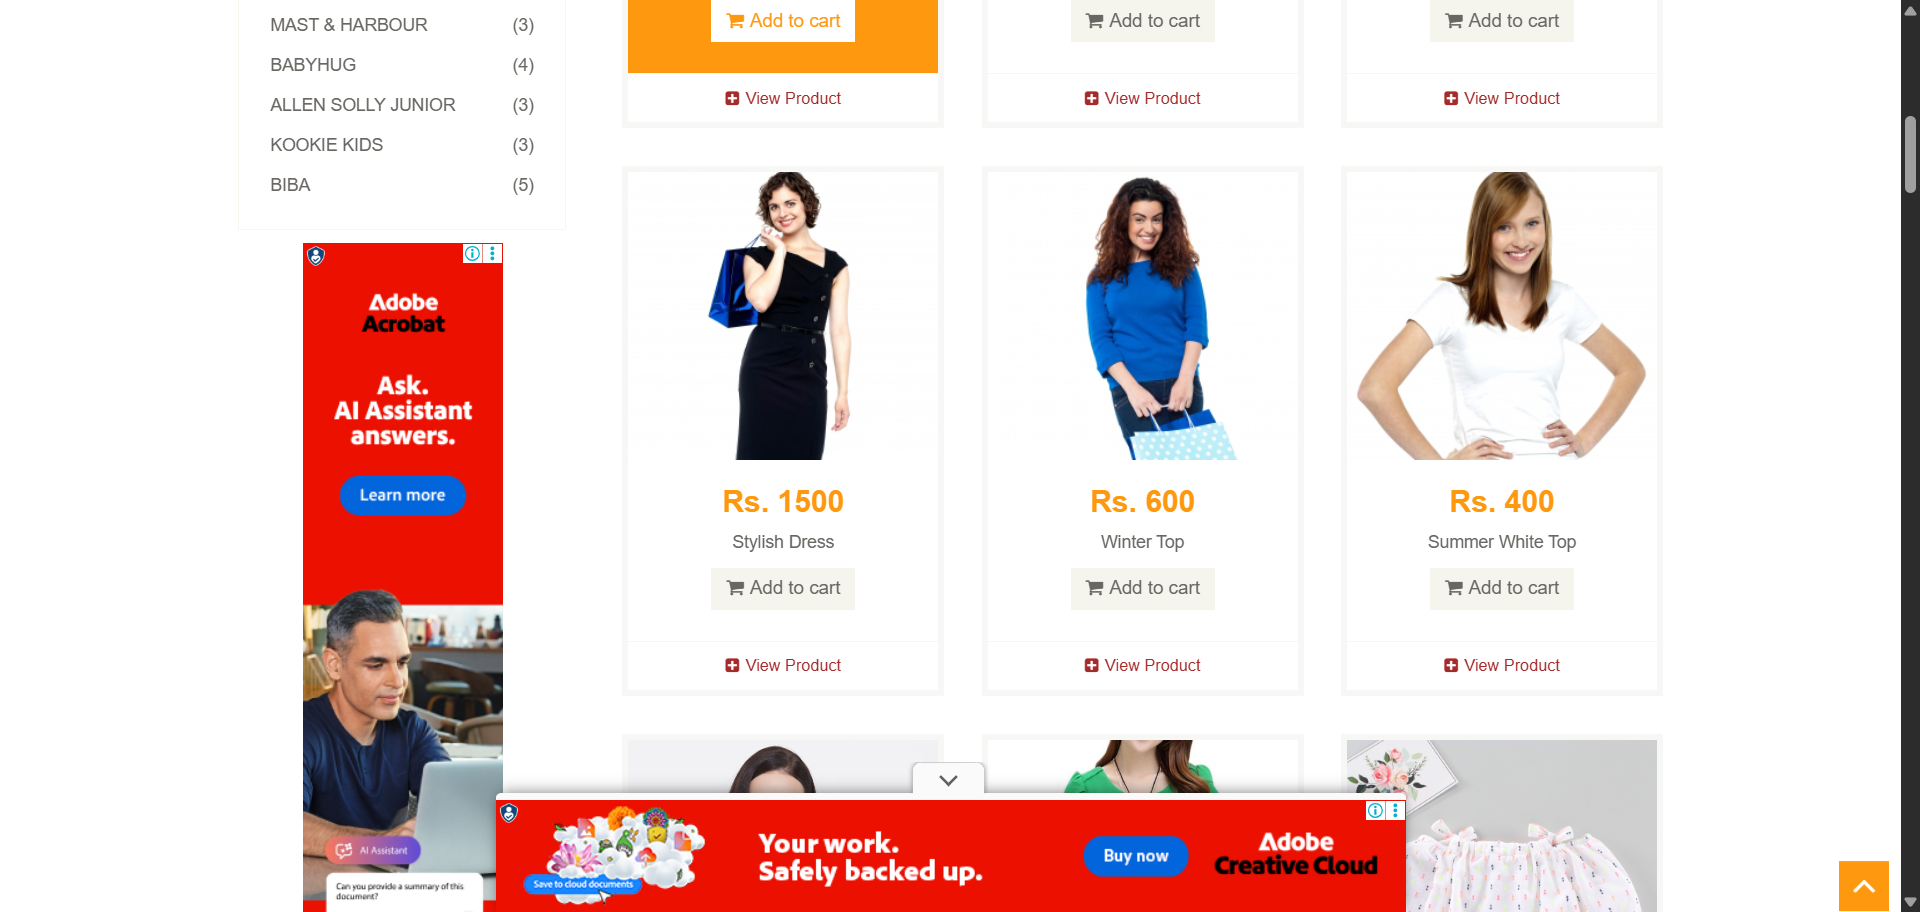 MAST & HARBOUR (3)
BABYHUG (4)
ALLEN SOLLY JUNIOR (3)
KOOKIE KIDS (3)
BIBA (5)
Adobe
Acrobat
Ask.
AI Assistant
answers.
Learn more
AI Assistant
Can you provide a summary of this
document?
Add to cart
Add to cart
Add to cart
View Product
View Product
View Product
Rs. 1500
Stylish Dress
Add to cart
View Product
Rs. 600
Winter Top
Add to cart
View Product
Rs. 400
Summer White Top
Add to cart
View Product
Save to cloud documents
Your work.
Safely backed up.
Buy now
Adobe
Creative Cloud